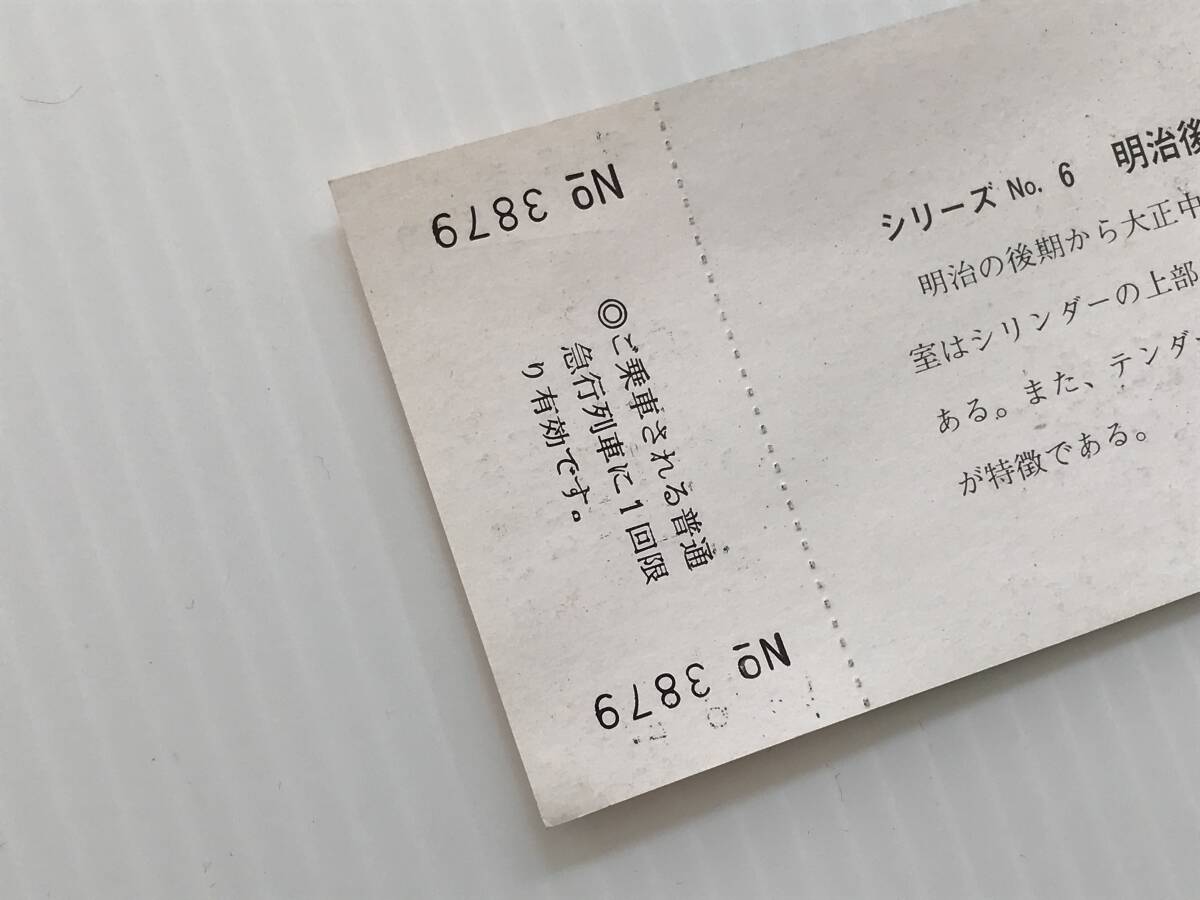 No 3879
◎ご乗車される普通
急行列車に1回限
り有効です。
No 3879
シリーズ No. 6 明治後
明治の後期から大正中
室はシリンダーの上部
ある。また、テンダー
が特徴である。